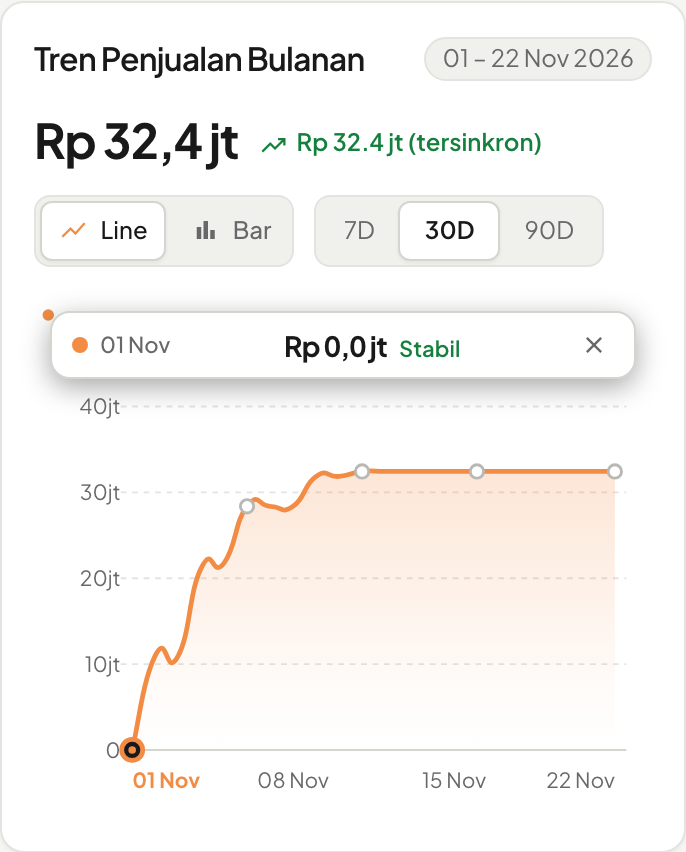 Tren Penjualan Bulanan
01 – 22 Nov 2026
Rp 32,4 jt
Rp 32.4 jt (tersinkron)
Line
Bar
7D
30D
90D
01 Nov
Rp 0,0 jt
Stabil
40jt
30jt
20jt
10jt
0
01 Nov
08 Nov
15 Nov
22 Nov